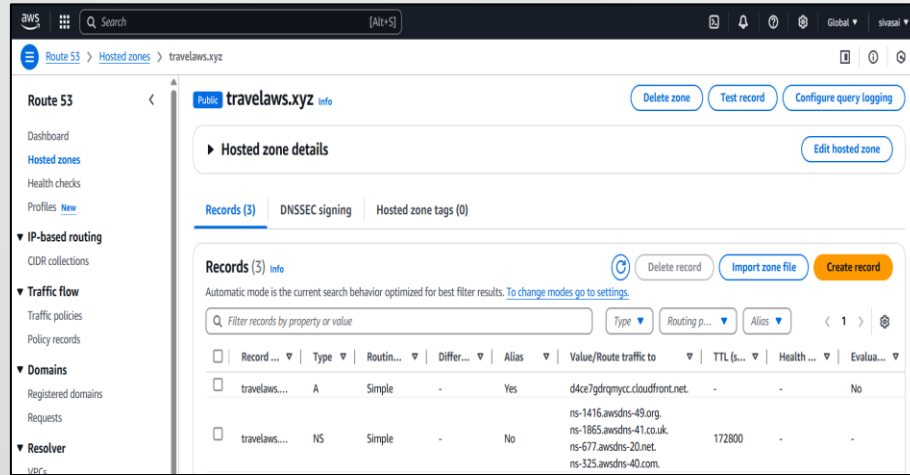 aws
Search [Alt+S] Global ▼ sivasai ▼
Route 53 > Hosted zones > travelaws.xyz
Route 53
Dashboard
Hosted zones
Health checks
Profiles New
▼ IP-based routing
CIDR collections
▼ Traffic flow
Traffic policies
Policy records
▼ Domains
Registered domains
Requests
▼ Resolver
VPCs
Public travelaws.xyz Info
Delete zone Test record Configure query logging
▶ Hosted zone details Edit hosted zone
Records (3) DNSSEC signing Hosted zone tags (0)
Records (3) Info Delete record Import zone file Create record
Automatic mode is the current search behavior optimized for best filter results. To change modes go to settings.
Filter records by property or value Type ▼ Routing p... ▼ Alias ▼ < 1 >
Record ... Type Routin... Differ... Alias Value/Route traffic to TTL (s... Health ... Evalua...
travelaws.... A Simple - Yes d4ce7gdrqmycc.cloudfront.net. - - No
ns-1416.awsdns-49.org.
ns-1865.awsdns-41.co.uk.
travelaws.... NS Simple - No 172800 - -
ns-677.awsdns-20.net.
ns-325.awsdns-40.com.